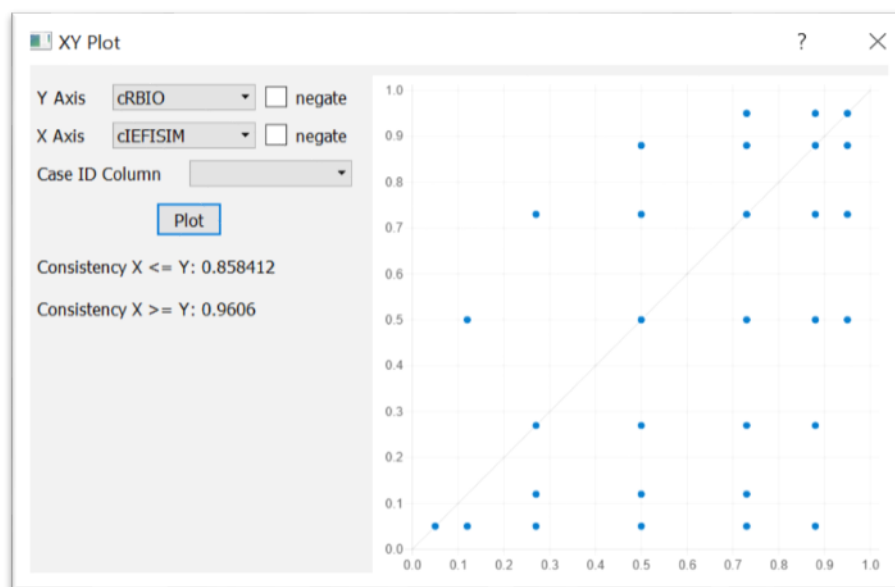 XY Plot ?
Y Axis cRBIO negate
X Axis cIEFISIM negate
Case ID Column
Plot
Consistency X <= Y: 0.858412
Consistency X >= Y: 0.9606
1.0
0.9
0.8
0.7
0.6
0.5
0.4
0.3
0.2
0.1
0.0
0.0 0.1 0.2 0.3 0.4 0.5 0.6 0.7 0.8 0.9 1.0